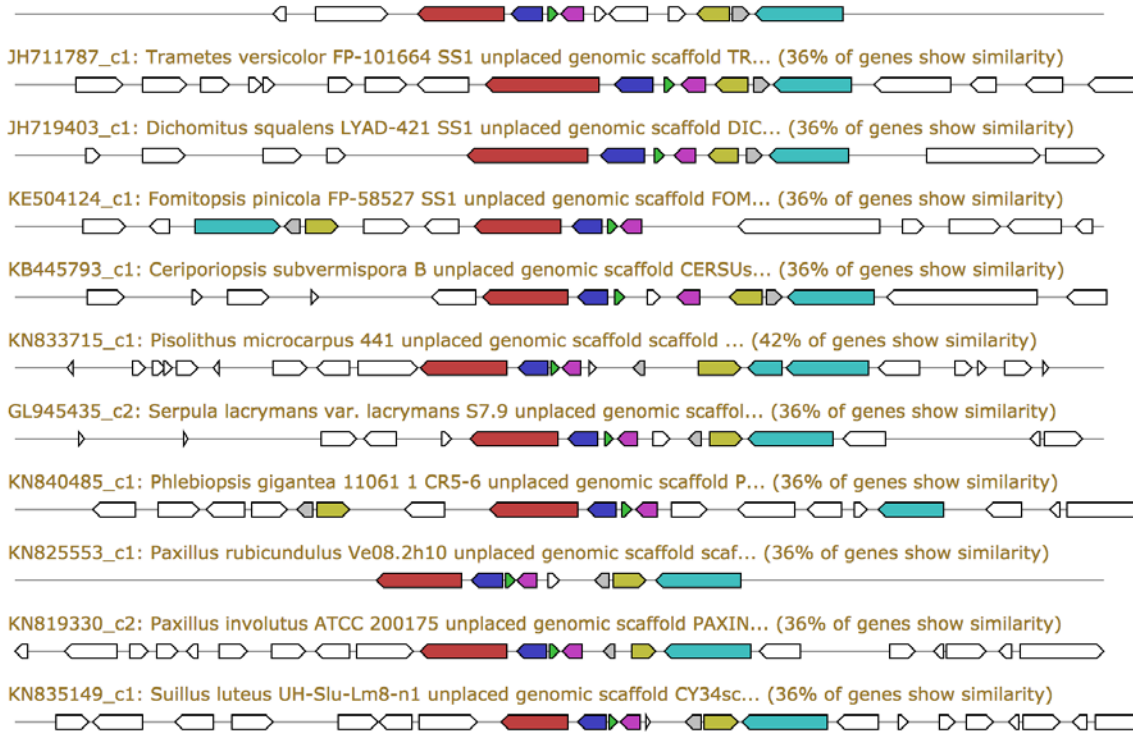 JH711787_c1: Trametes versicolor FP-101664 SS1 unplaced genomic scaffold TR... (36% of genes show similarity)
JH719403_c1: Dichomitus squalens LYAD-421 SS1 unplaced genomic scaffold DIC... (36% of genes show similarity)
KE504124_c1: Fomitopsis pinicola FP-58527 SS1 unplaced genomic scaffold FOM... (36% of genes show similarity)
KB445793_c1: Ceriporiopsis subvermispora B unplaced genomic scaffold CERSUs... (36% of genes show similarity)
KN833715_c1: Pisolithus microcarpus 441 unplaced genomic scaffold scaffold ... (42% of genes show similarity)
GL945435_c2: Serpula lacrymans var. lacrymans S7.9 unplaced genomic scaffol... (36% of genes show similarity)
KN840485_c1: Phlebiopsis gigantea 11061 1 CR5-6 unplaced genomic scaffold P... (36% of genes show similarity)
KN825553_c1: Paxillus rubicundulus Ve08.2h10 unplaced genomic scaffold scaf... (36% of genes show similarity)
KN819330_c2: Paxillus involutus ATCC 200175 unplaced genomic scaffold PAXIN... (36% of genes show similarity)
KN835149_c1: Suillus luteus UH-Slu-Lm8-n1 unplaced genomic scaffold CY34sc... (36% of genes show similarity)